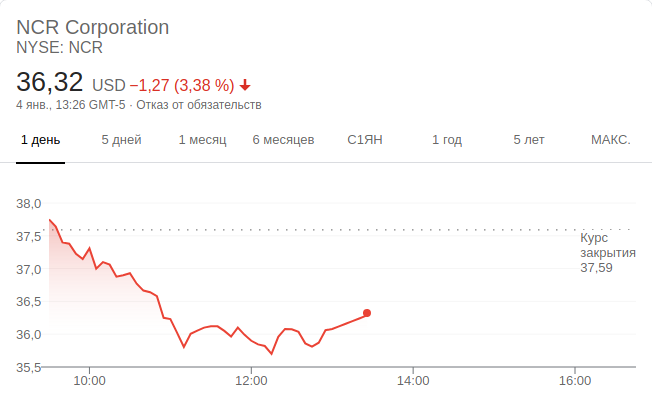 NCR Corporation
NYSE: NCR
36,32 USD −1,27 (3,38 %)
4 янв., 13:26 GMT-5 · Отказ от обязательств
1 день 5 дней 1 месяц 6 месяцев С1ЯН 1 год 5 лет МАКС.
38,0
37,5
37,0
36,5
36,0
35,5
Курс
закрытия
37,59
10:00 12:00 14:00 16:00